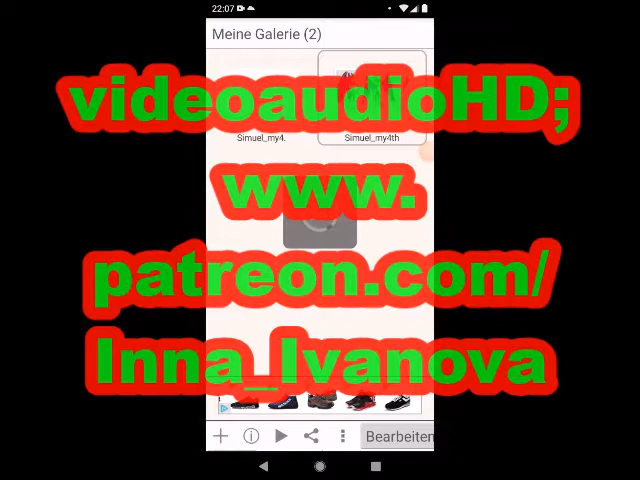 22:07
Meine Galerie (2)
videoaudioHD;
Simuel_my4.
Simuel_my4th
www.
patreon.com/
Inna_Ivanova
Bearbeiten